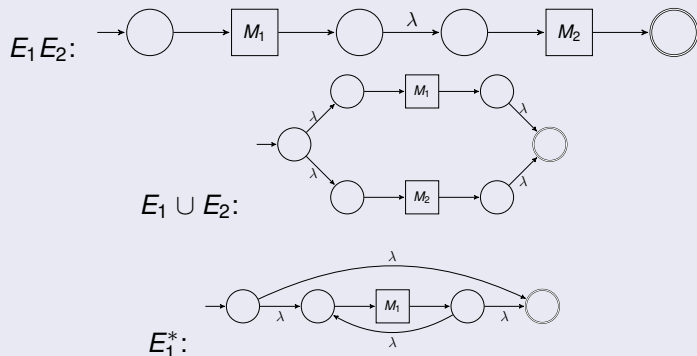 E₁E₂: M₁ λ M₂
λ M₁ λ
λ M₂ λ
E₁ ∪ E₂:
λ
λ M₁ λ
λ
E₁*: